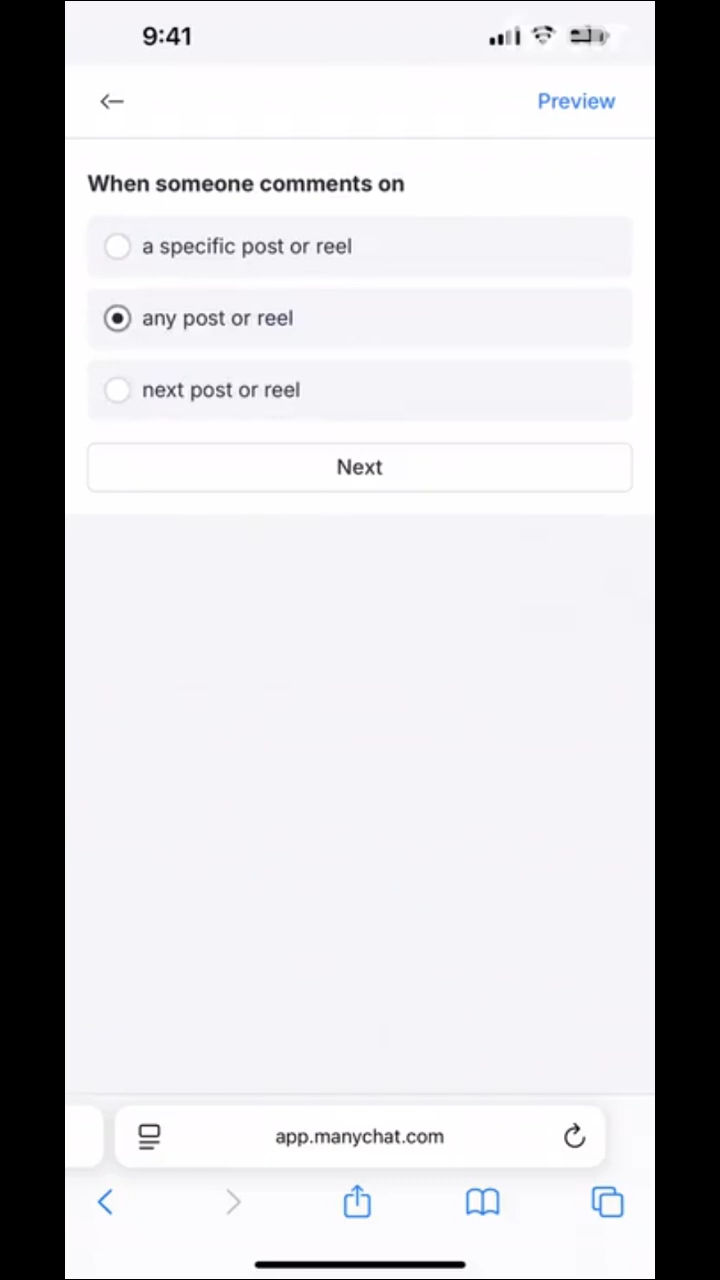 9:41
Preview
When someone comments on
a specific post or reel
any post or reel
next post or reel
Next
app.manychat.com